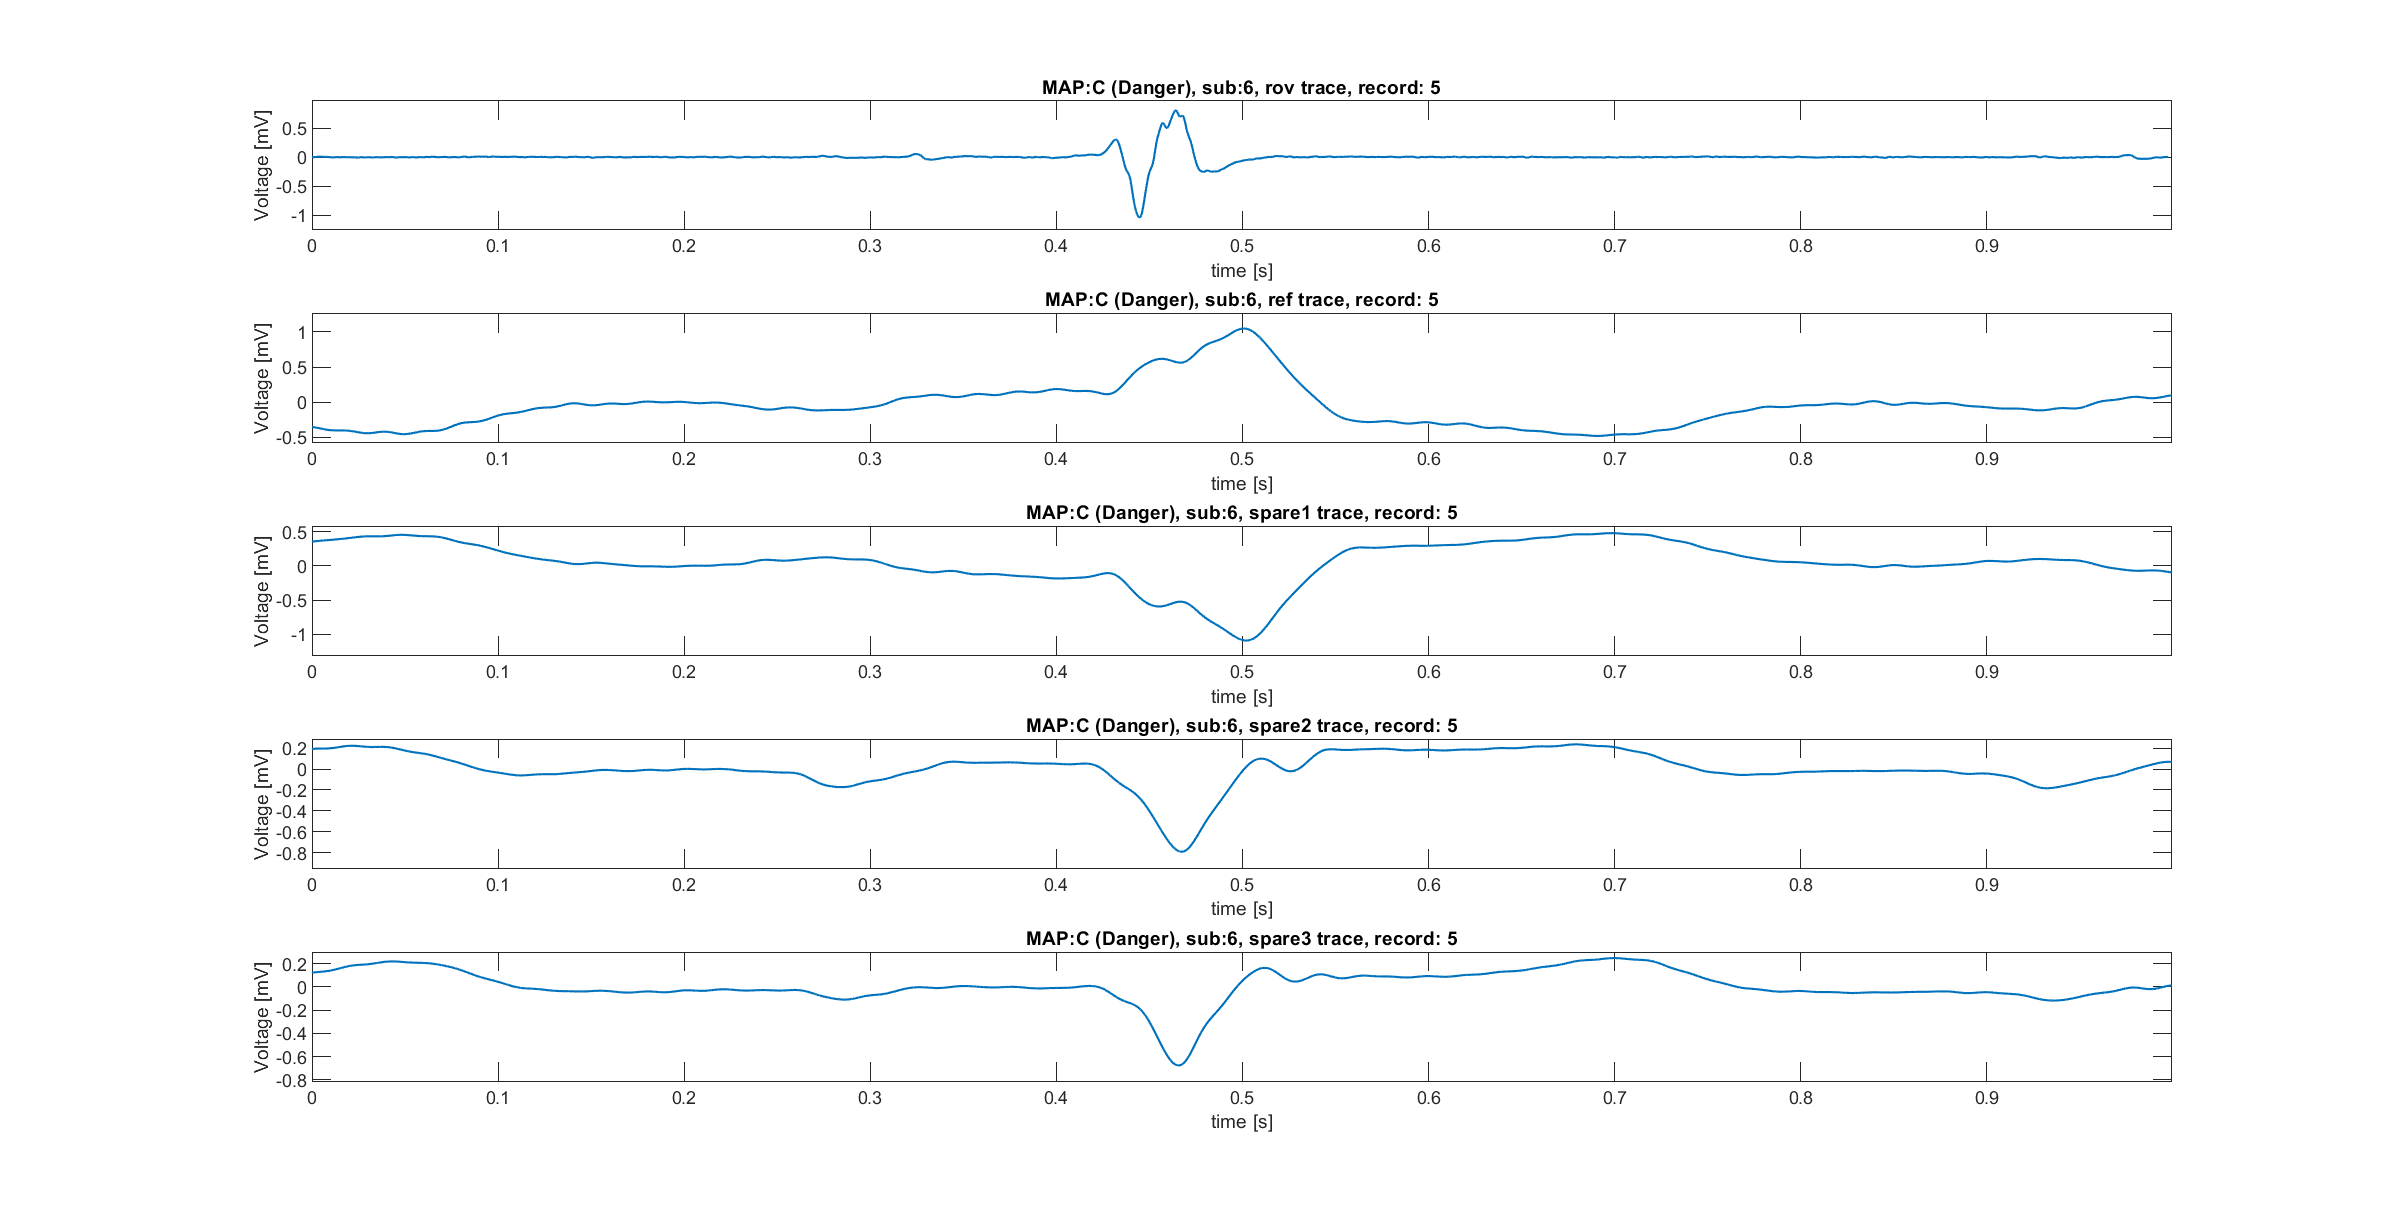 MAP:C (Danger), sub:6, rov trace, record: 5
Voltage [mV]
0.5
0
-0.5
-1
0 0.1 0.2 0.3 0.4 0.5 0.6 0.7 0.8 0.9
time [s]
MAP:C (Danger), sub:6, ref trace, record: 5
Voltage [mV]
1
0.5
0
-0.5
0 0.1 0.2 0.3 0.4 0.5 0.6 0.7 0.8 0.9
time [s]
MAP:C (Danger), sub:6, spare1 trace, record: 5
Voltage [mV]
0.5
0
-0.5
-1
0 0.1 0.2 0.3 0.4 0.5 0.6 0.7 0.8 0.9
time [s]
MAP:C (Danger), sub:6, spare2 trace, record: 5
Voltage [mV]
0.2
0
-0.2
-0.4
-0.6
-0.8
0 0.1 0.2 0.3 0.4 0.5 0.6 0.7 0.8 0.9
time [s]
MAP:C (Danger), sub:6, spare3 trace, record: 5
Voltage [mV]
0.2
0
-0.2
-0.4
-0.6
-0.8
0 0.1 0.2 0.3 0.4 0.5 0.6 0.7 0.8 0.9
time [s]